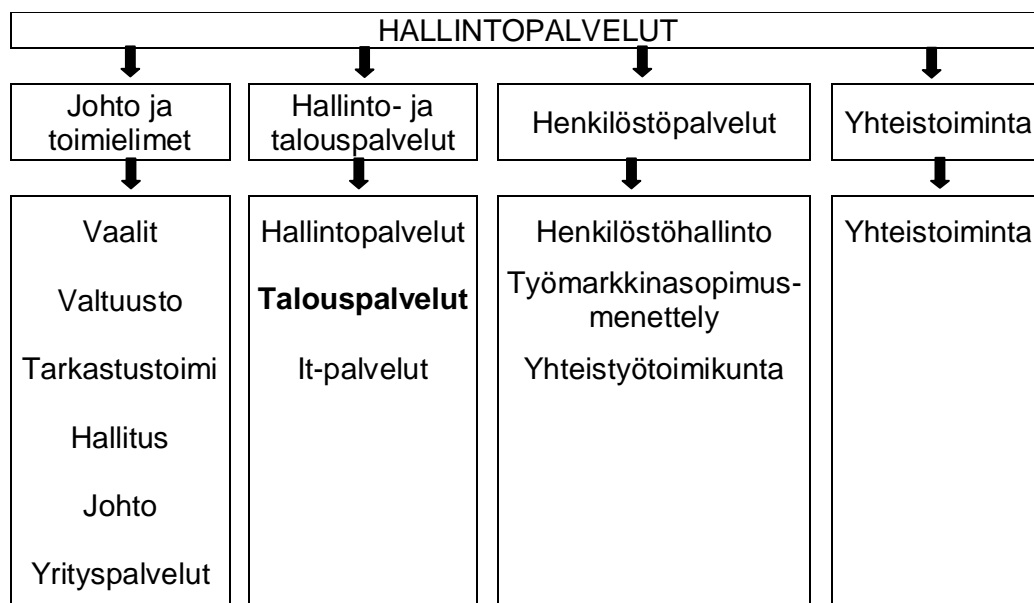 HALLINTOPALVELUT
Johto ja
toimielimet
Hallinto- ja
talouspalvelut
Henkilöstöpalvelut
Yhteistoiminta
Vaalit
Valtuusto
Tarkastustoimi
Hallitus
Johto
Yrityspalvelut
Hallintopalvelut
Talouspalvelut
It-palvelut
Henkilöstöhallinto
Työmarkkinasopimus-
menettely
Yhteistyötoimikunta
Yhteistoiminta